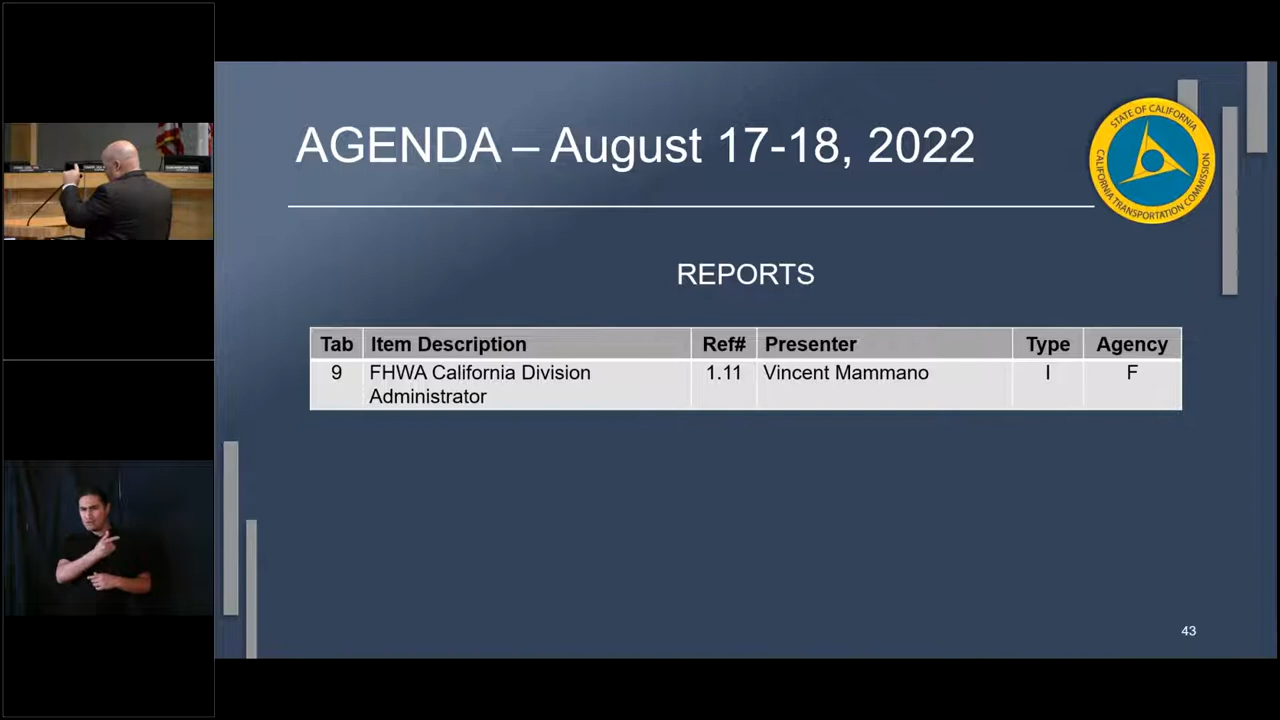 AGENDA – August 17-18, 2022
STATE OF CALIFORNIA
CALIFORNIA TRANSPORTATION COMMISSION
REPORTS
Tab Item Description Ref# Presenter Type Agency
9 FHWA California Division 1.11 Vincent Mammano I F
Administrator
43